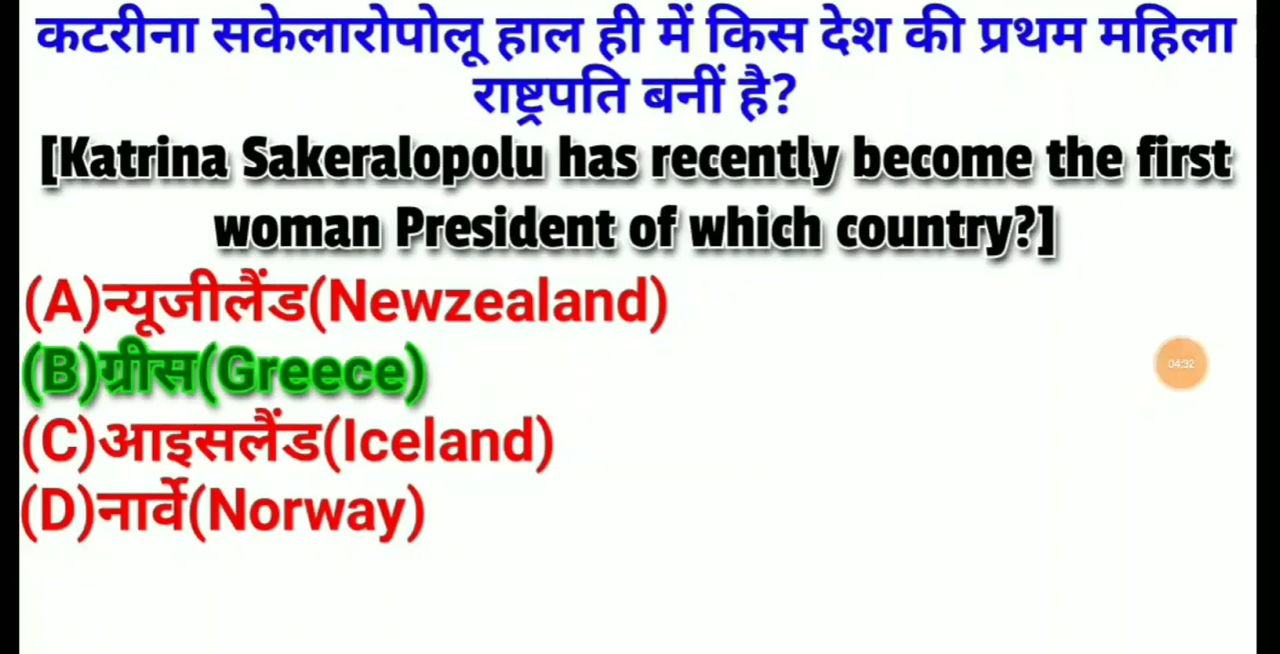 कटरीना सकेलारोपोलू हाल ही में किस देश की प्रथम महिला
राष्ट्रपति बनीं है?
[Katrina Sakeralopolu has recently become the first
woman President of which country?]
(A)न्यूजीलैंड(Newzealand)
(B)ग्रीस(Greece)
04:32
(C)आइसलैंड(Iceland)
(D)नार्वे(Norway)